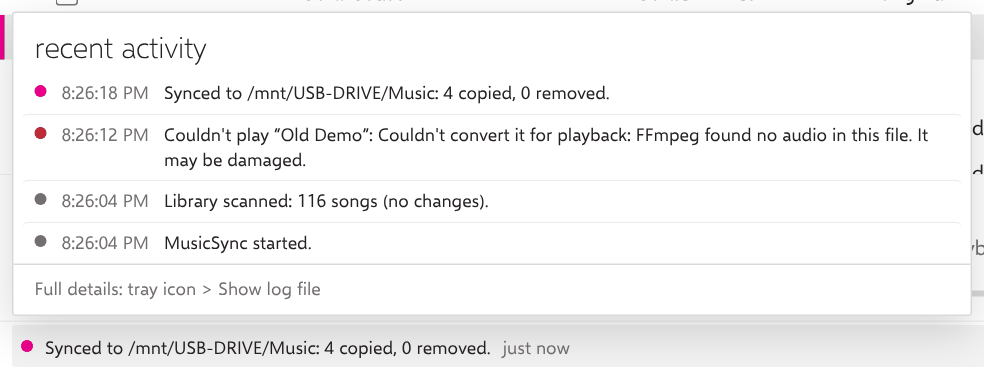 recent activity
8:26:18 PM Synced to /mnt/USB-DRIVE/Music: 4 copied, 0 removed.
8:26:12 PM Couldn't play “Old Demo”: Couldn't convert it for playback: FFmpeg found no audio in this file. It
may be damaged.
8:26:04 PM Library scanned: 116 songs (no changes).
8:26:04 PM MusicSync started.
Full details: tray icon > Show log file
Synced to /mnt/USB-DRIVE/Music: 4 copied, 0 removed. just now